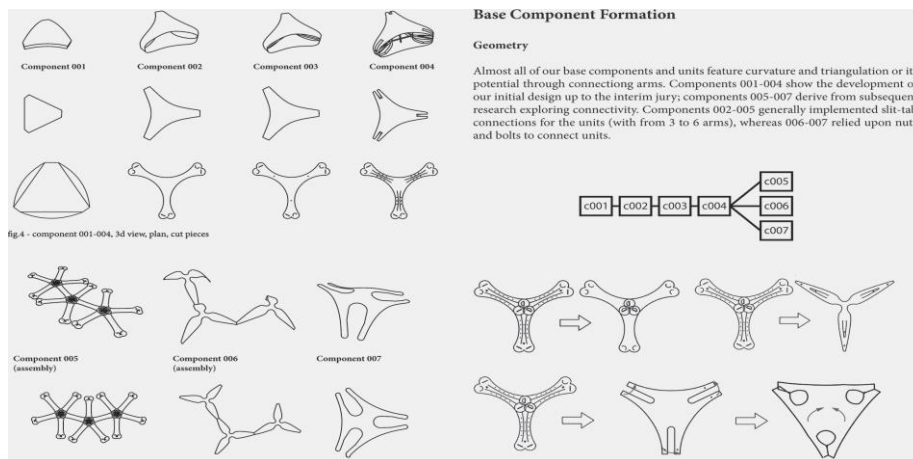 Component 001
Component 002
Component 003
Component 004
fig.4 - component 001-004, 3d view, plan, cut pieces
Component 005
(assembly)
Component 006
(assembly)
Component 007
Base Component Formation
Geometry
Almost all of our base components and units feature curvature and triangulation or it
potential through connectiong arms. Components 001-004 show the development o
our initial design up to the interim jury; components 005-007 derive from subsequen
research exploring connectivity. Components 002-005 generally implemented slit-tal
connections for the units (with from 3 to 6 arms), whereas 006-007 relied upon nut
and bolts to connect units.
c001
c002
c003
c004
c005
c006
c007